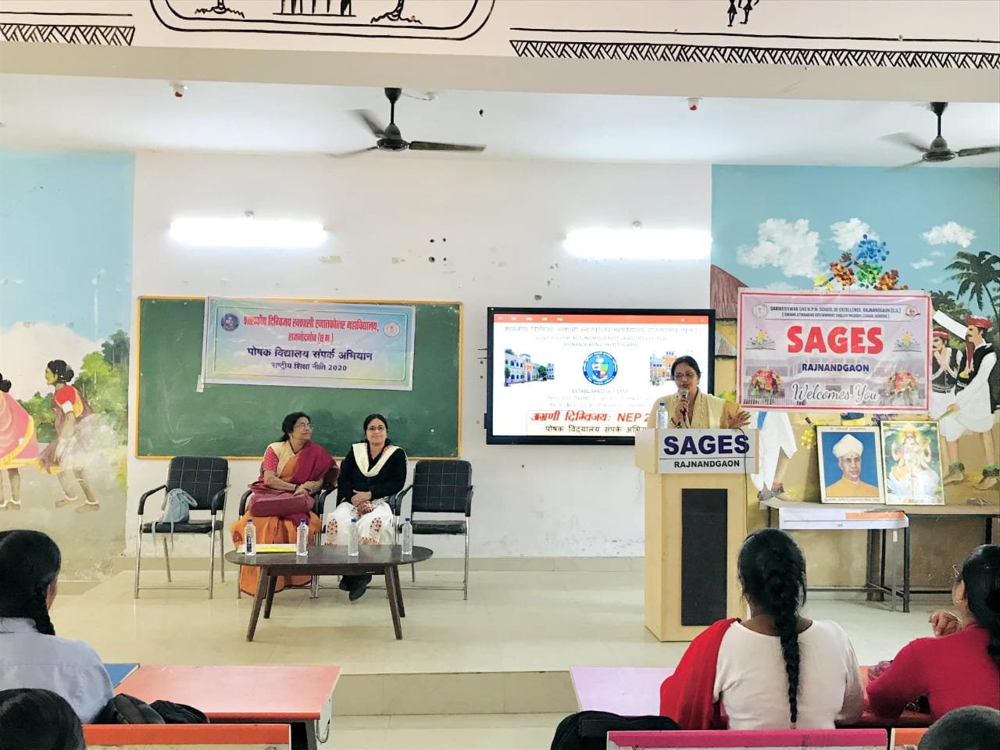 शासकीय दिग्विजय स्वशासी स्नातकोत्तर महाविद्यालय,
राजनांदगांव (छ.ग.)
पोषक विद्यालय संपर्क अभियान
राष्ट्रीय शिक्षा नीति 2020
शासकीय दिग्विजय स्वशासी स्नातकोत्तर महाविद्यालय राजनांदगांव (छ.ग.)
GOVT. DIGVIJAY AUTONOMOUS POST GRADUATE COLLEGE
RAJNANDGAON (CHHATTISGARH)
ESTABLISHED IN - 1957
अग्रणी दिग्विजय: NEP 2
पोषक विद्यालय संपर्क अभिया
SARWESHWAR DAS N.P.N. SCHOOL OF EXCELLENCE, RAJNANDGAON (C.G.)
( SWAMI ATMANAND GOVERNMENT ENGLISH MEDIUM SCHOOL SCHEME )
SAGES
RAJNANDGAON
Welcomes You
SAGES
RAJNANDGAON